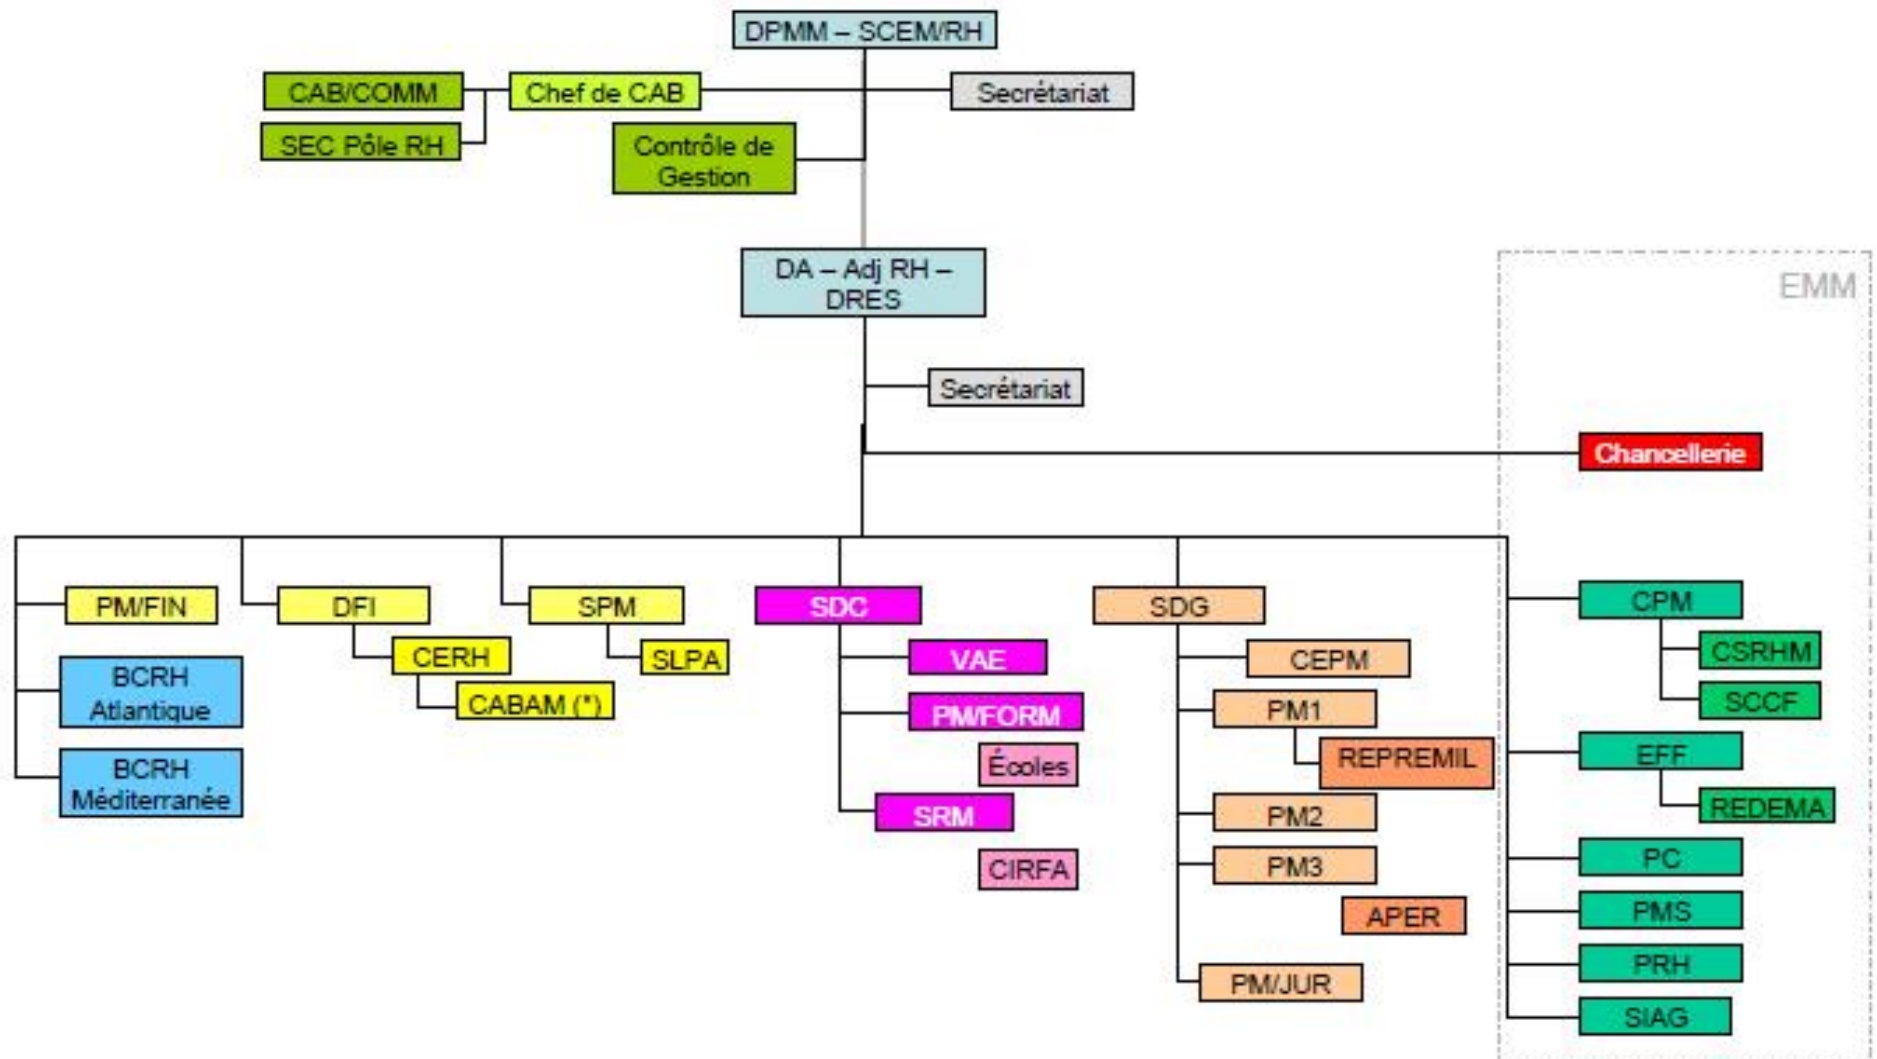 DPMM – SCEM/RH
CAB/COMM
Chef de CAB
Secrétariat
SEC Pôle RH
Contrôle de
Gestion
DA – Adj RH –
DRES
EMM
Secrétariat
Chancellerie
PM/FIN
BCRH
Atlantique
BCRH
Méditerranée
DFI
CERH
CABAM (*)
SPM
SLPA
SDC
VAE
PM/FORM
Écoles
SRM
CIRFA
SDG
CEPM
PM1
REPREMIL
PM2
PM3
APER
PM/JUR
CPM
CSRHM
SCCF
EFF
REDEMA
PC
PMS
PRH
SIAG